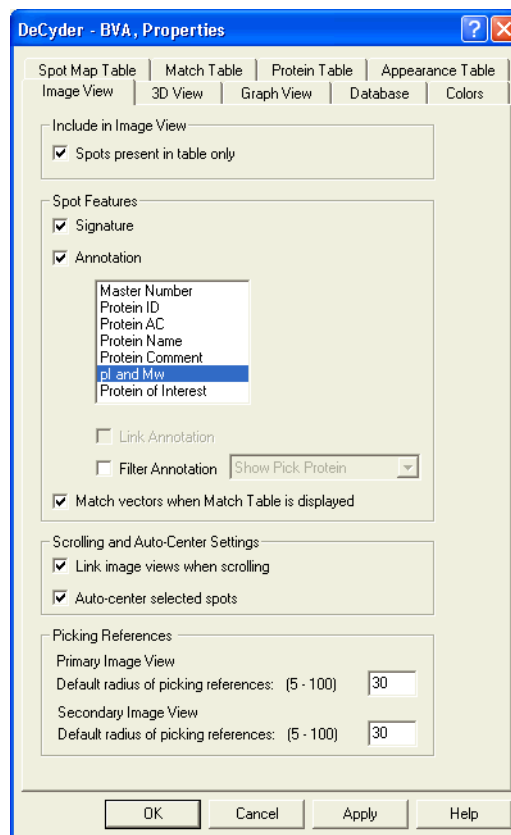 DeCyder - BVA, Properties
Spot Map Table Match Table Protein Table Appearance Table
Image View 3D View Graph View Database Colors
Include in Image View
Spots present in table only
Spot Features
Signature
Annotation
Master Number
Protein ID
Protein AC
Protein Name
Protein Comment
pI and Mw
Protein of Interest
Link Annotation
Filter Annotation Show Pick Protein
Match vectors when Match Table is displayed
Scrolling and Auto-Center Settings
Link image views when scrolling
Auto-center selected spots
Picking References
Primary Image View
Default radius of picking references: (5 - 100) 30
Secondary Image View
Default radius of picking references: (5 - 100) 30
OK Cancel Apply Help